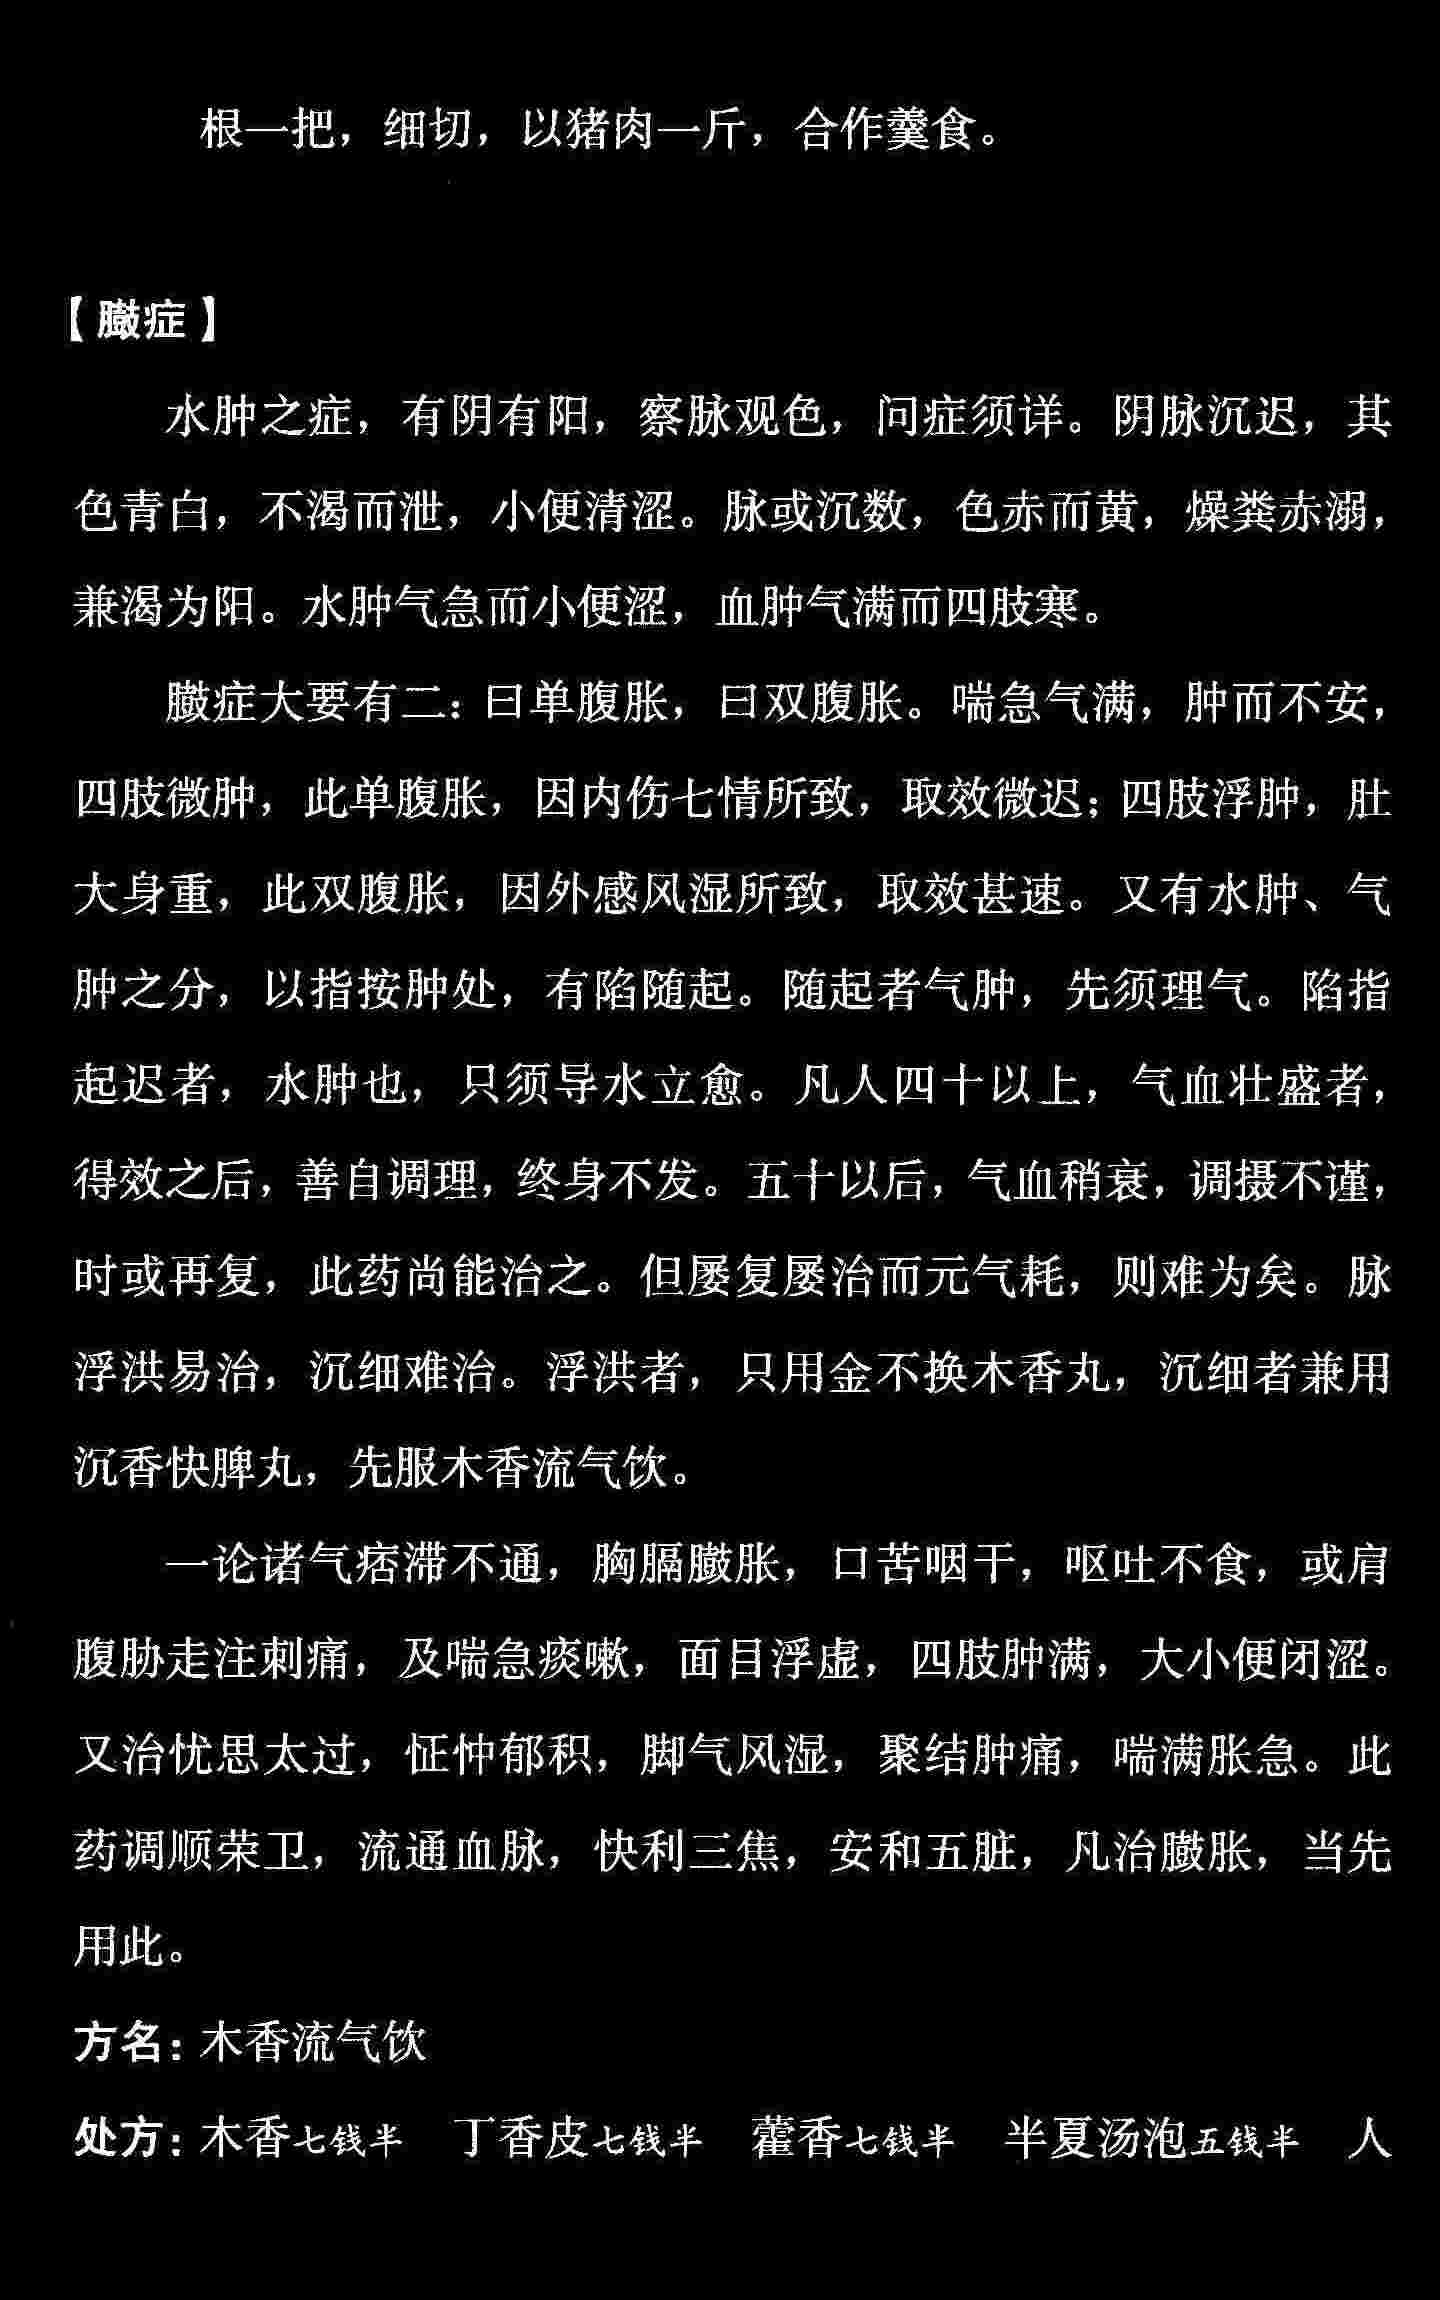 根一把，细切，以猪肉一斤，合作羹食。
【臌症】
水肿之症，有阴有阳，察脉观色，问症须详。阴脉沉迟，其
色青白，不渴而泄，小便清涩。脉或沉数，色赤而黄，燥粪赤溺，
兼渴为阳。水肿气急而小便涩，血肿气满而四肢寒。
臌症大要有二：曰单腹胀，曰双腹胀。喘急气满，肿而不安，
四肢微肿，此单腹胀，因内伤七情所致，取效微迟；四肢浮肿，肚
大身重，此双腹胀，因外感风湿所致，取效甚速。又有水肿、气
肿之分，以指按肿处，有陷随起。随起者气肿，先须理气。陷指
起迟者，水肿也，只须导水立愈。凡人四十以上，气血壮盛者，
得效之后，善自调理，终身不发。五十以后，气血稍衰，调摄不谨，
时或再复，此药尚能治之。但屡复屡治而元气耗，则难为矣。脉
浮洪易治，沉细难治。浮洪者，只用金不换木香丸，沉细者兼用
沉香快脾丸，先服木香流气饮。
一论诸气痞滞不通，胸膈臌胀，口苦咽干，呕吐不食，或肩
腹胁走注刺痛，及喘急痰嗽，面目浮虚，四肢肿满，大小便闭涩。
又治忧思太过，怔忡郁积，脚气风湿，聚结肿痛，喘满胀急。此
药调顺荣卫，流通血脉，快利三焦，安和五脏，凡治臌胀，当先
用此。
方名：木香流气饮
处方：木香七钱半 丁香皮七钱半 藿香七钱半 半夏汤泡五钱半 人